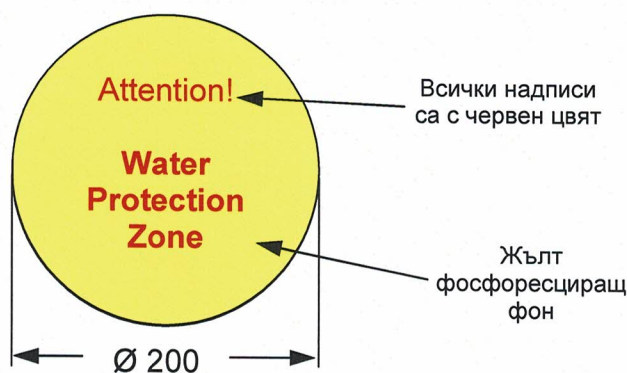 Attention!
Water
Protection
Zone
Всички надписи
са с червен цвят
Жълт
фосфоресциращ
фон
Ø 200